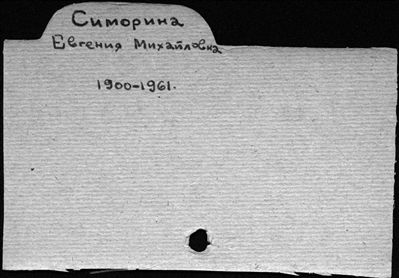 Симорина
Евгения Михайловна
1900-1961.